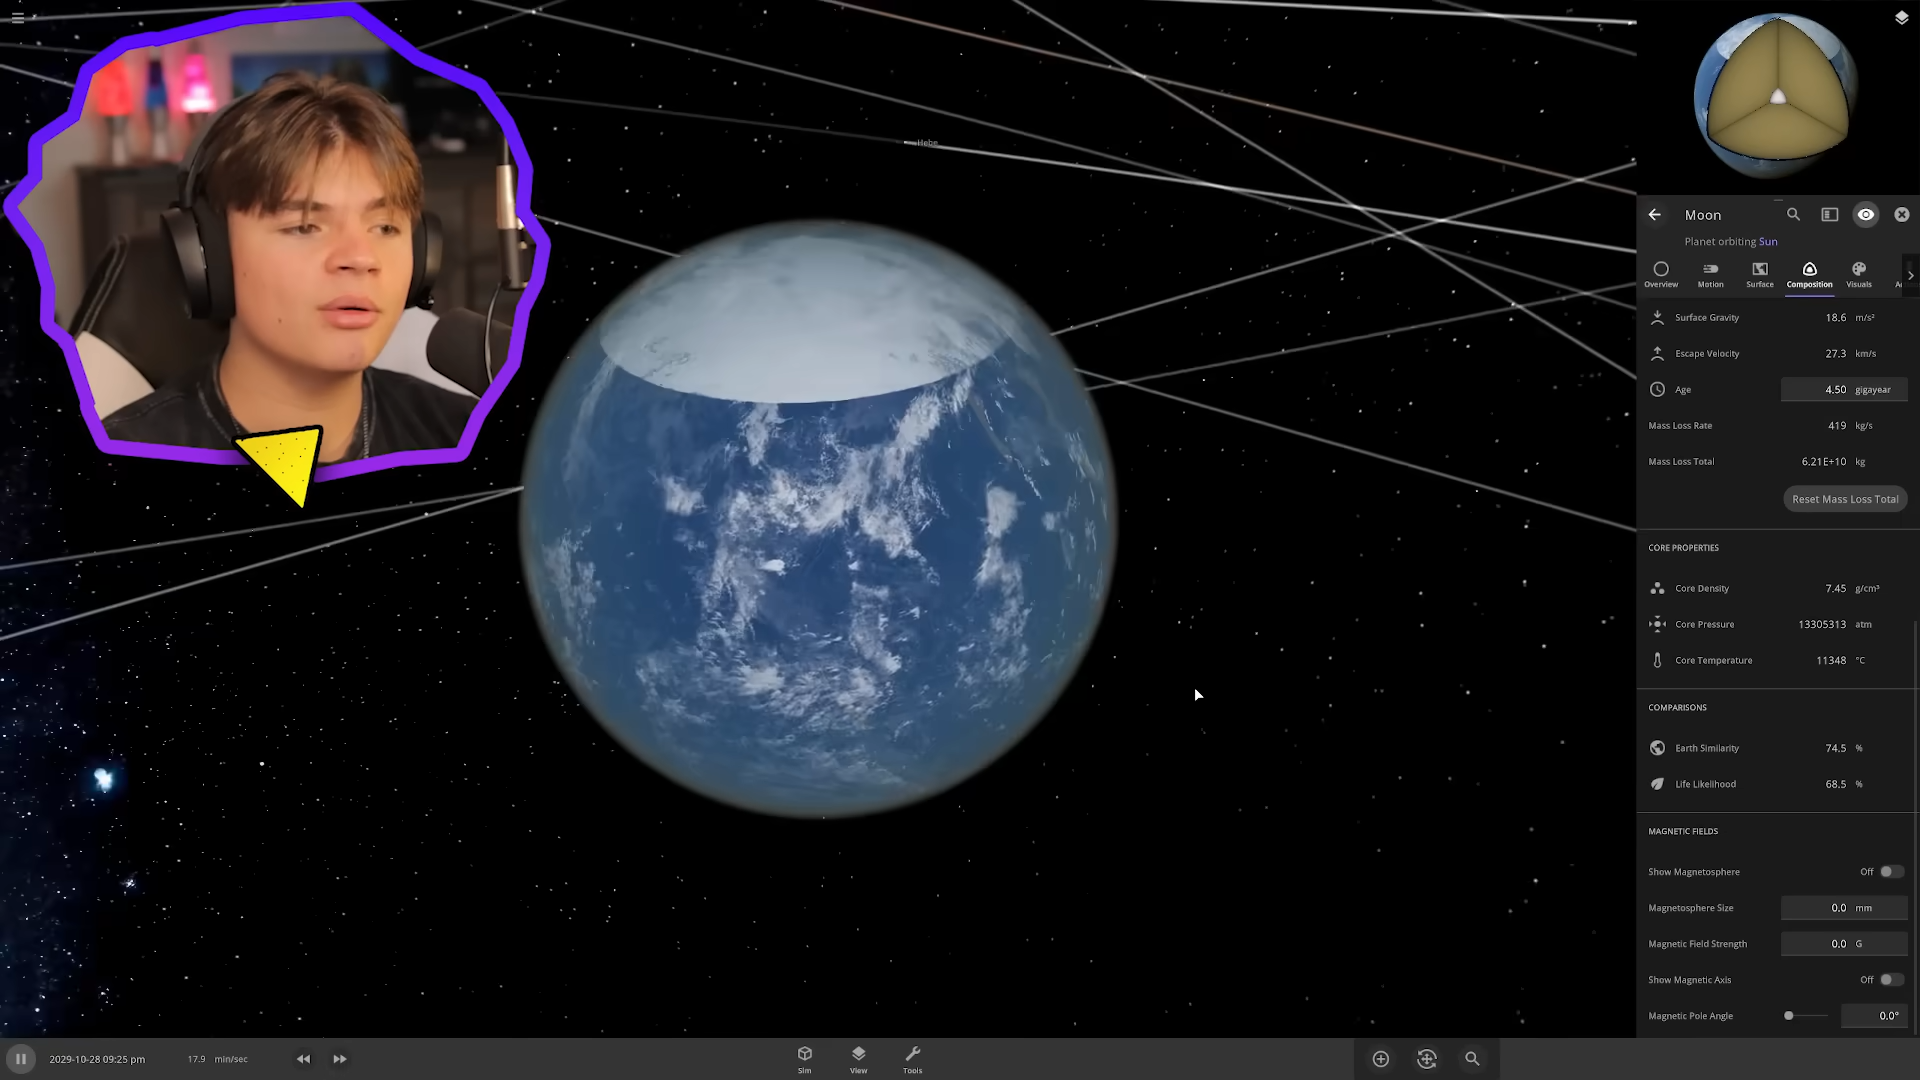 Hebe
Moon
Planet orbiting Sun
Overview Motion Surface Composition Visuals
Surface Gravity 18.6 m/s²
Escape Velocity 27.3 km/s
Age 4.50 gigayear
Mass Loss Rate 419 kg/s
Mass Loss Total 6.21E+10 kg
Reset Mass Loss Total
CORE PROPERTIES
Core Density 7.45 g/cm³
Core Pressure 13305313 atm
Core Temperature 11348 °C
COMPARISONS
Earth Similarity 74.5 %
Life Likelihood 68.5 %
MAGNETIC FIELDS
Show Magnetosphere Off
Magnetosphere Size 0.0 mm
Magnetic Field Strength 0.0 G
Show Magnetic Axis Off
Magnetic Pole Angle 0.0°
2029-10-28 09:25 pm 17.9 min/sec
Sim View Tools